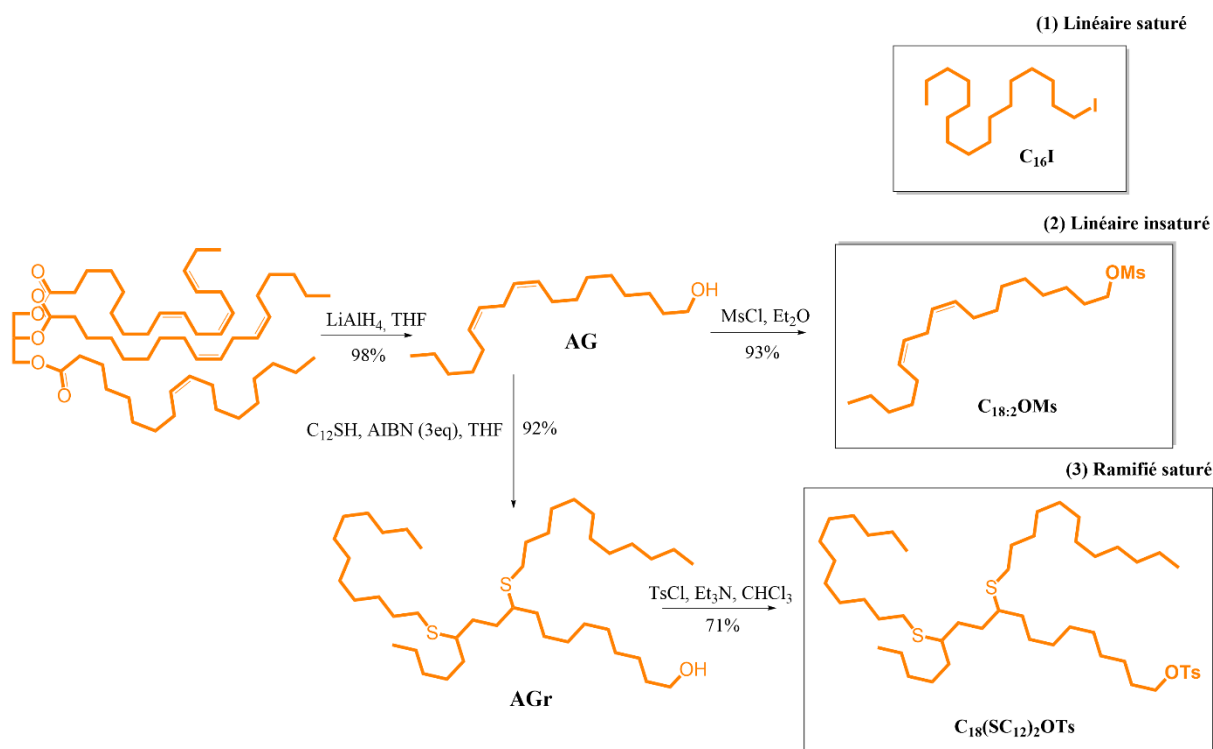 (1) Linéaire saturé
I
C₁₆I
(2) Linéaire insaturé
OMs
C₁₈:₂OMs
O
O
O
O
O
O
LiAlH₄, THF
98%
OH
AG
MsCl, Et₂O
93%
C₁₂SH, AIBN (3eq), THF
92%
(3) Ramifié saturé
S
S
OH
AGr
TsCl, Et₃N, CHCl₃
71%
S
S
OTs
C₁₈(SC₁₂)₂OTs